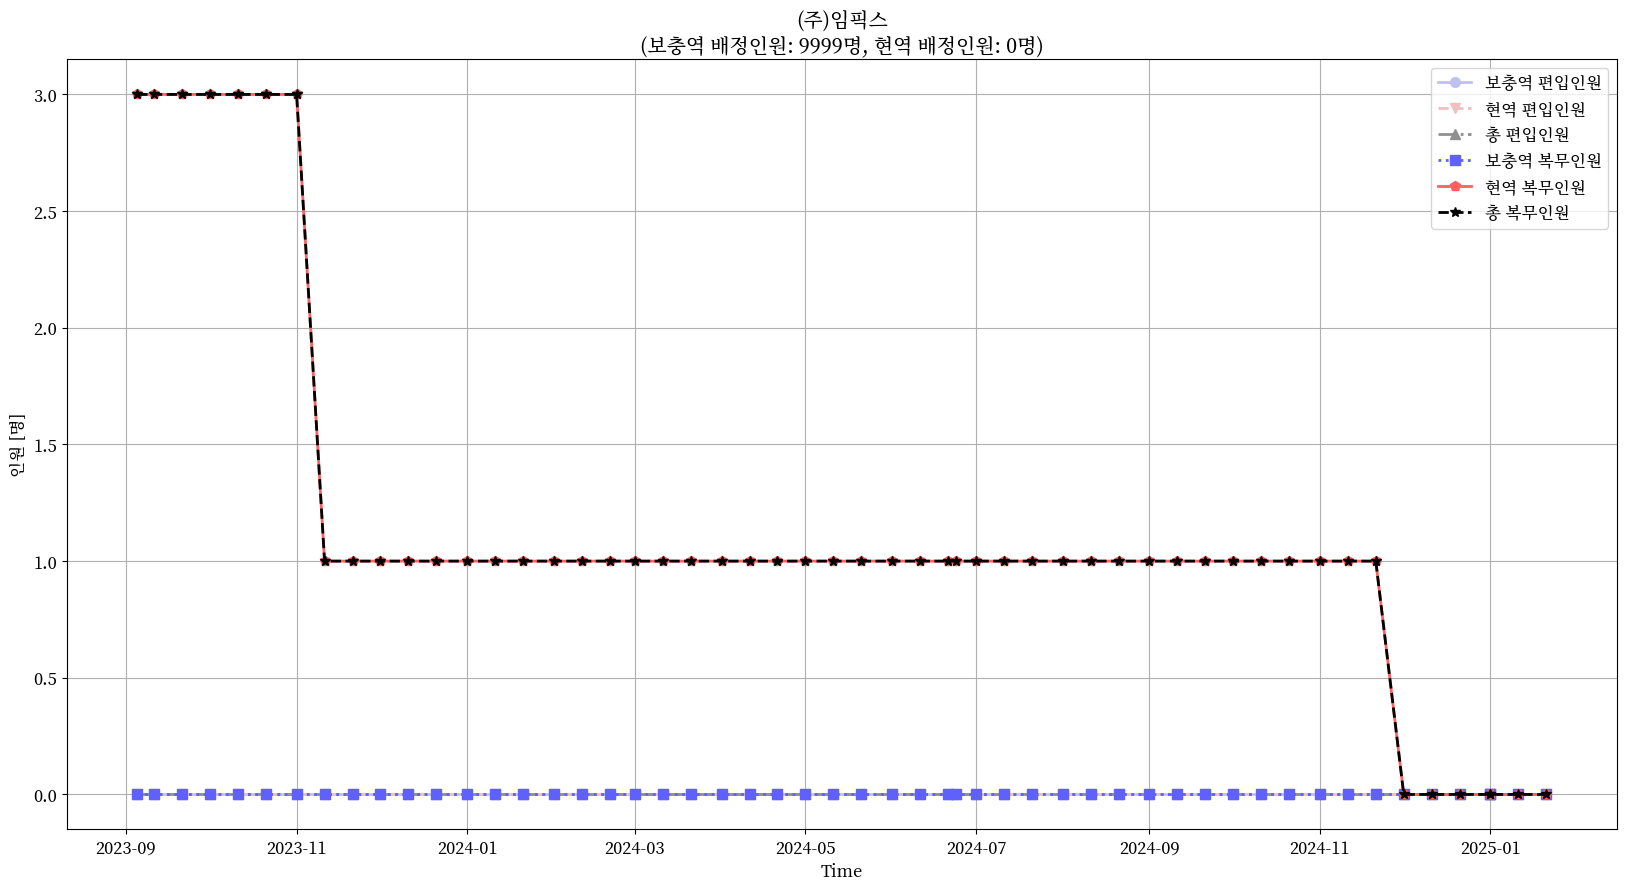 (주)임픽스
(보충역 배정인원: 9999명, 현역 배정인원: 0명)
인원 [명]
3.0
2.5
2.0
1.5
1.0
0.5
0.0
보충역 편입인원
현역 편입인원
총 편입인원
보충역 복무인원
현역 복무인원
총 복무인원
2023-09
2023-11
2024-01
2024-03
2024-05
2024-07
2024-09
2024-11
2025-01
Time